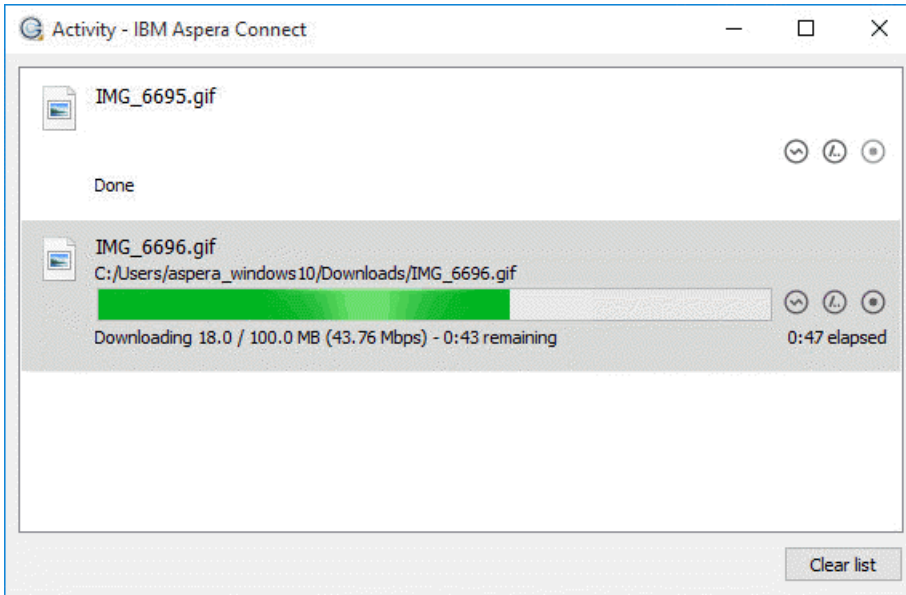 Activity - IBM Aspera Connect
IMG_6695.gif
Done
IMG_6696.gif
C:/Users/aspera_windows10/Downloads/IMG_6696.gif
Downloading 18.0 / 100.0 MB (43.76 Mbps) - 0:43 remaining
0:47 elapsed
Clear list